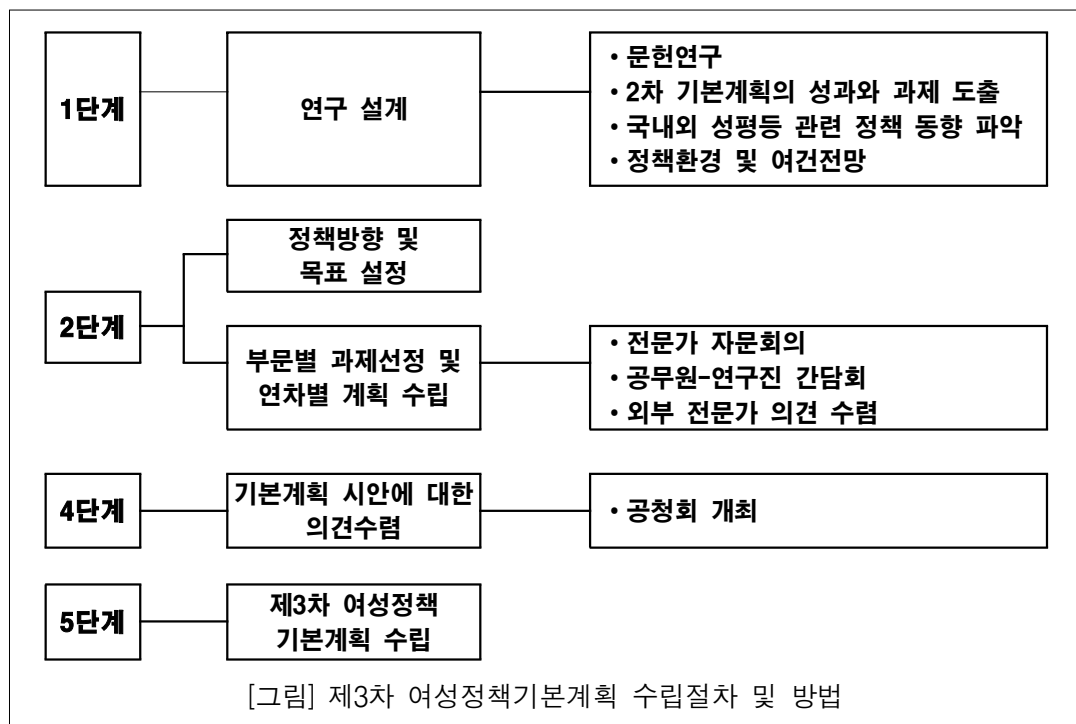 1단계
연구 설계
• 문헌연구
• 2차 기본계획의 성과와 과제 도출
• 국내외 성평등 관련 정책 동향 파악
• 정책환경 및 여건전망
2단계
정책방향 및
목표 설정
부문별 과제선정 및
연차별 계획 수립
• 전문가 자문회의
• 공무원-연구진 간담회
• 외부 전문가 의견 수렴
4단계
기본계획 시안에 대한
의견수렴
• 공청회 개최
5단계
제3차 여성정책
기본계획 수립
[그림] 제3차 여성정책기본계획 수립절차 및 방법